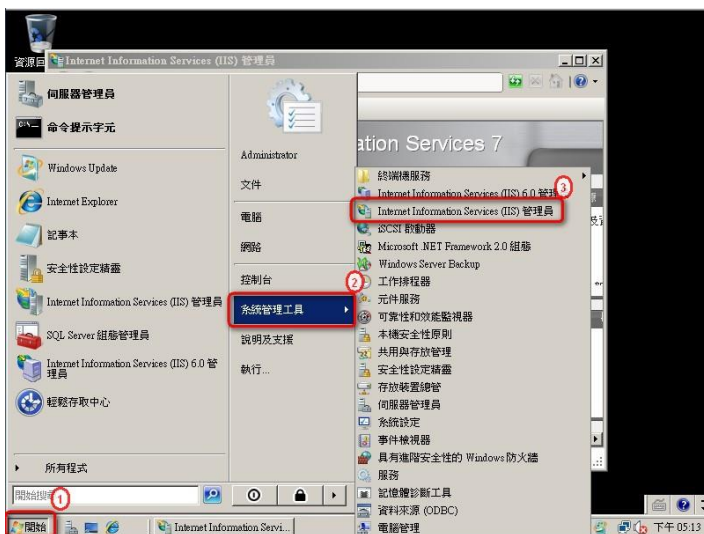 資源回
Internet Information Services (IIS) 管理員
伺服器管理員
命令提示字元
Windows Update
Internet Explorer
記事本
安全性設定精靈
Internet Information Services (IIS) 管理員
SQL Server 組態管理員
Internet Information Services (IIS) 6.0 管
理員
輕鬆存取中心
所有程式
開始搜
1
開始
Administrator
文件
電腦
網路
控制台
2
系統管理工具
說明及支援
執行...
ation Services 7
終端機服務
Internet Information Services (IIS) 6.0 管理
3
Internet Information Services (IIS) 管理員
iSCSI 啟動器
Microsoft .NET Framework 2.0 組態
Windows Server Backup
工作排程器
元件服務
可靠性和效能監視器
本機安全性原則
共用與存放管理
安全性設定精靈
存放裝置總管
伺服器管理員
系統設定
事件檢視器
具有進階安全性的 Windows 防火牆
服務
記憶體診斷工具
資料來源 (ODBC)
電腦管理
Internet Infor​mation Servi...
下午 05:13